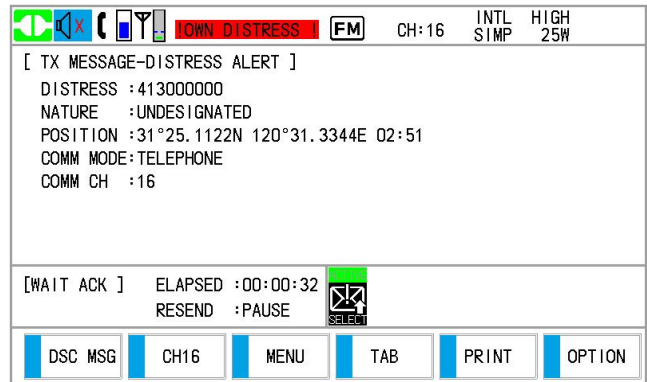 !OWN DISTRESS ! FM CH:16 INTL SIMP HIGH 25W
[ TX MESSAGE-DISTRESS ALERT ]
DISTRESS :413000000
NATURE :UNDESIGNATED
POSITION :31°25.1122N 120°31.3344E 02:51
COMM MODE:TELEPHONE
COMM CH :16
[WAIT ACK ] ELAPSED :00:00:32
RESEND :PAUSE
SELECT
DSC MSG CH16 MENU TAB PRINT OPTION